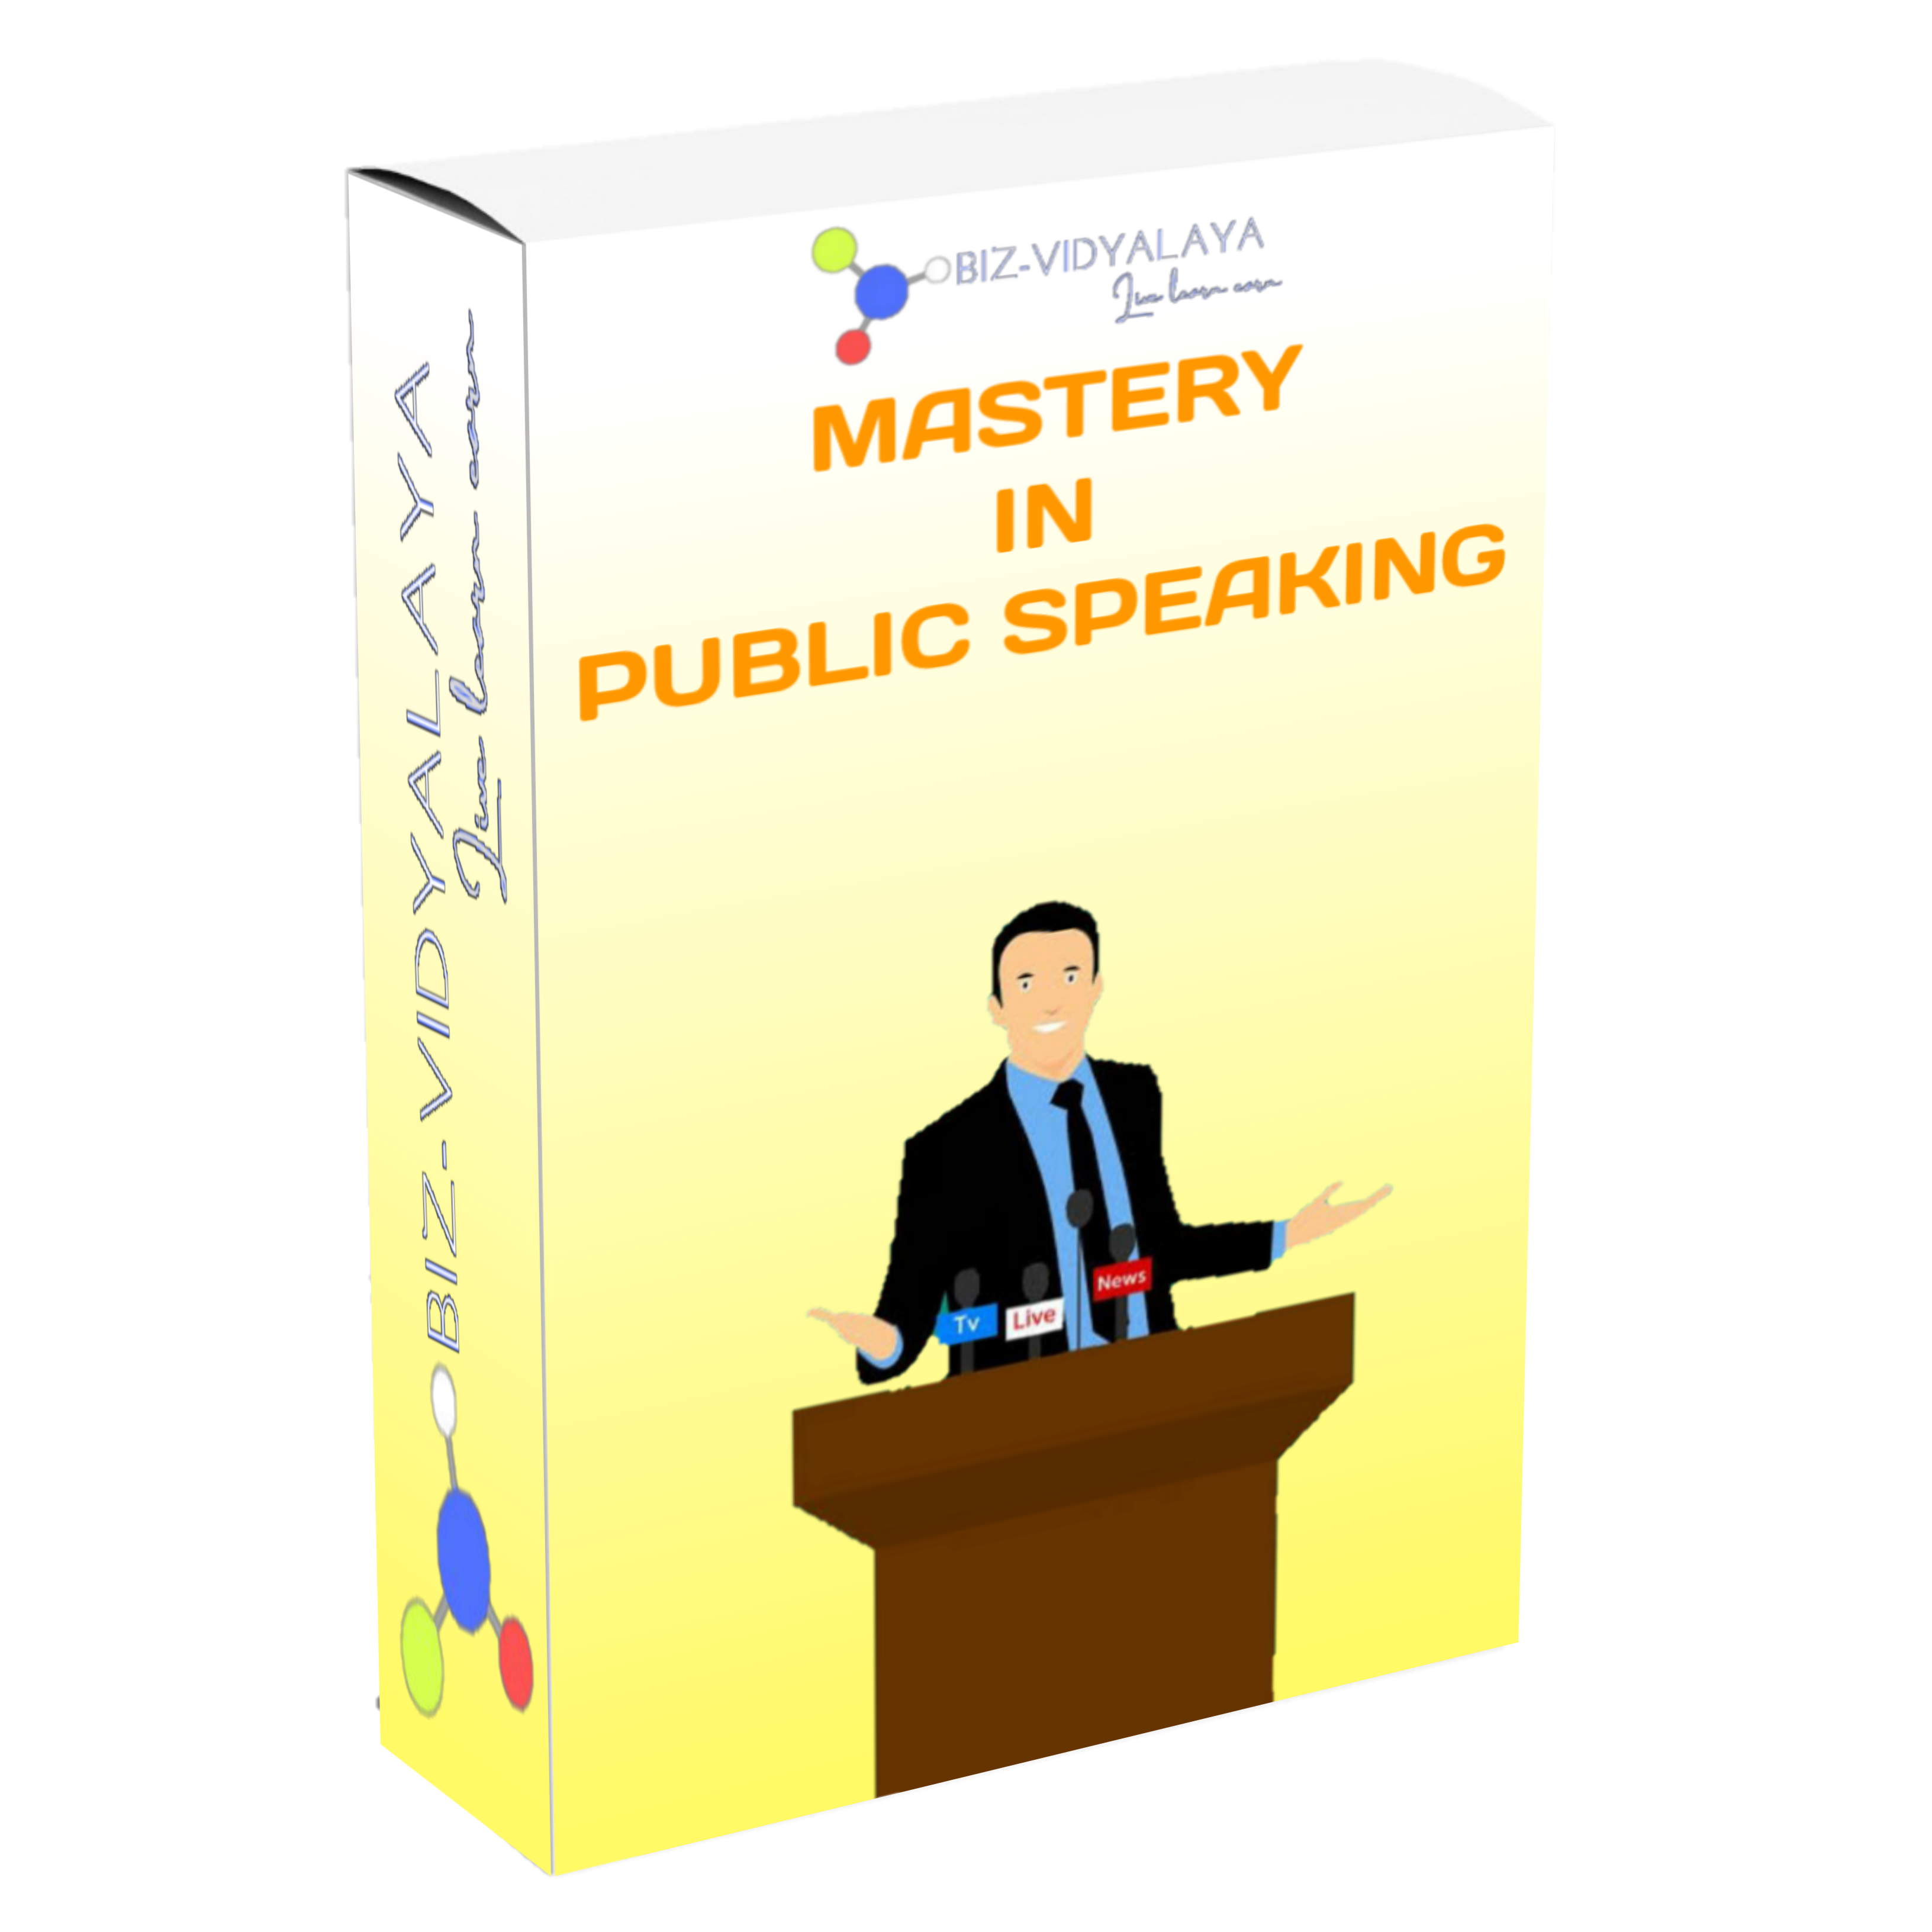 BIZ-VIDYALAYA
Live learn earn
MASTERY
IN
PUBLIC SPEAKING
Tv
Live
News
BIZ-VIDYALAYA
Live learn earn